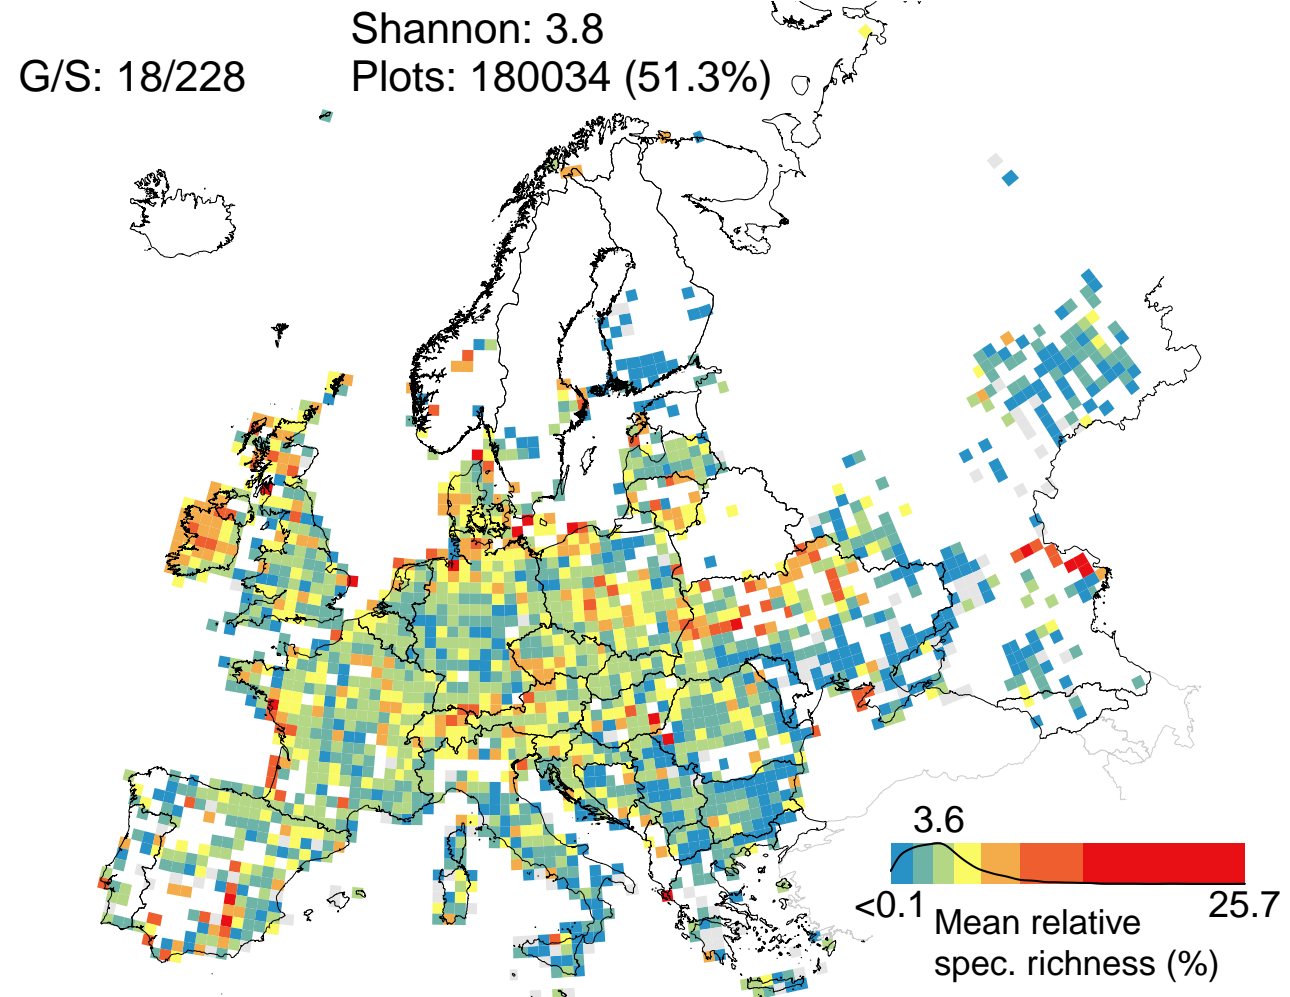 Shannon: 3.8
G/S: 18/228
Plots: 180034 (51.3%)
3.6
<0.1
25.7
Mean relative
spec. richness (%)